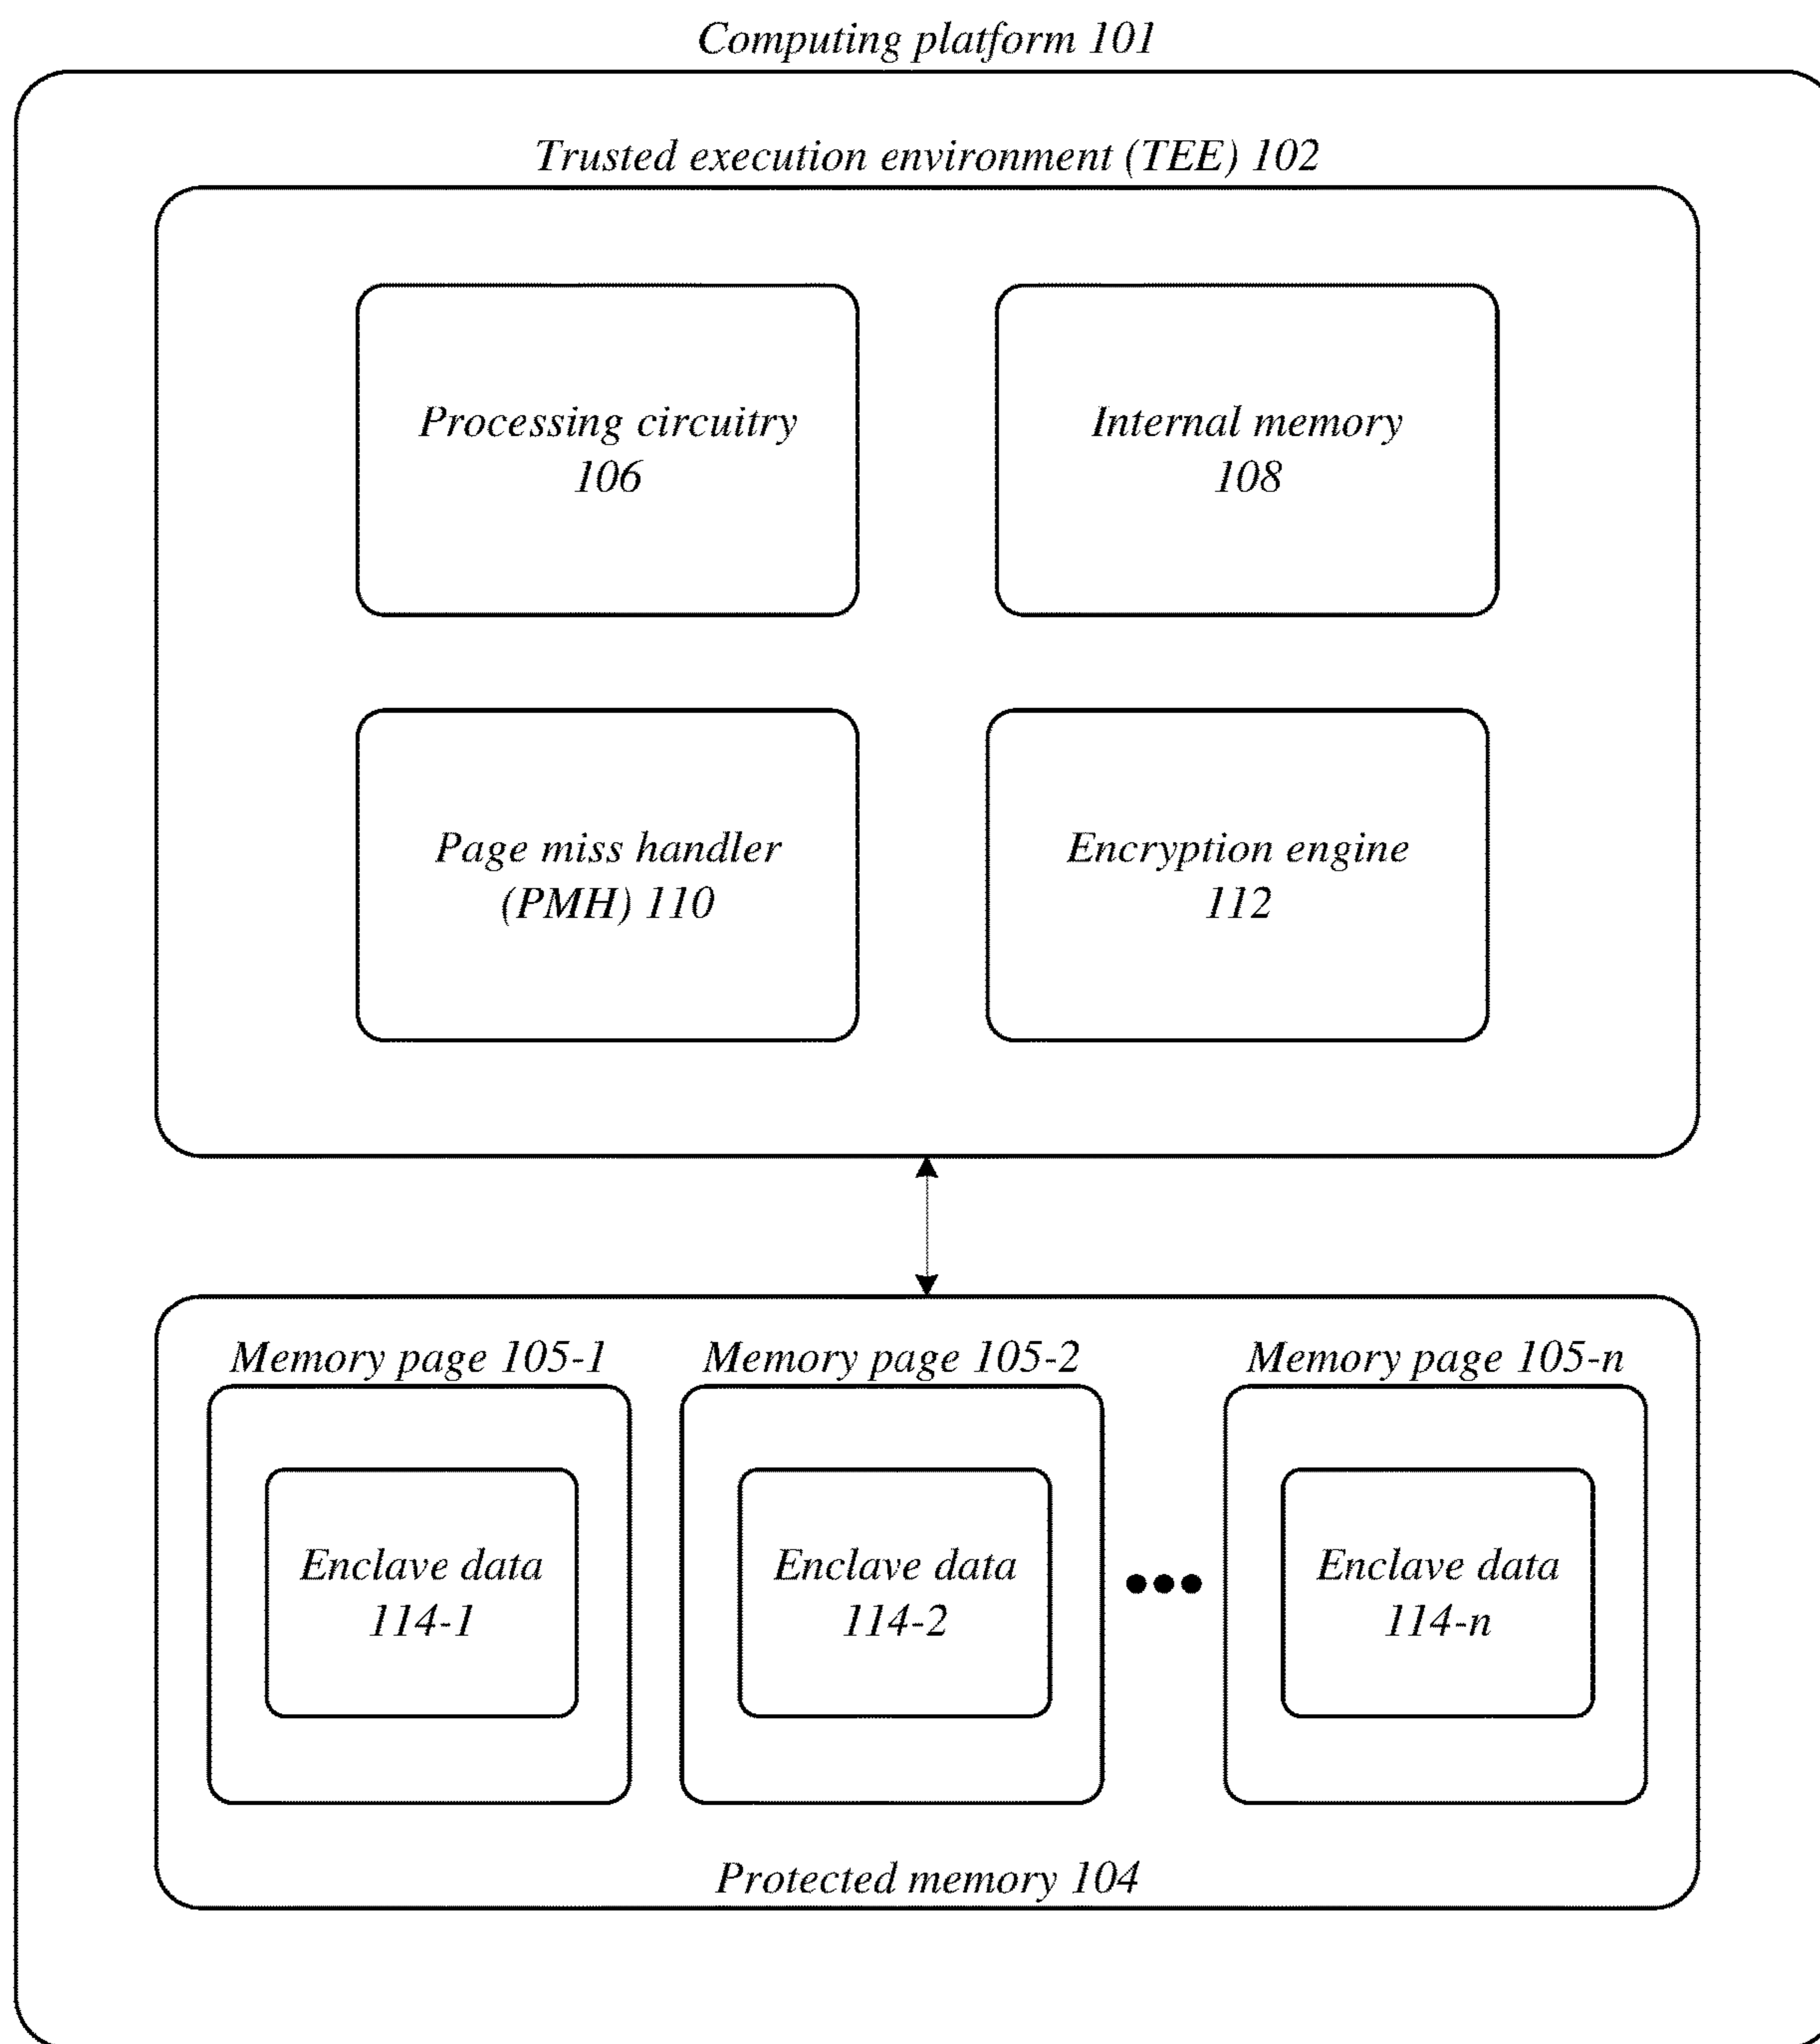 Computing platform 101
Trusted execution environment (TEE) 102
Processing circuitry
106
Internal memory
108
Page miss handler
(PMH) 110
Encryption engine
112
Memory page 105-1
Memory page 105-2
Memory page 105-n
Enclave data
114-1
Enclave data
114-2
Enclave data
114-n
Protected memory 104